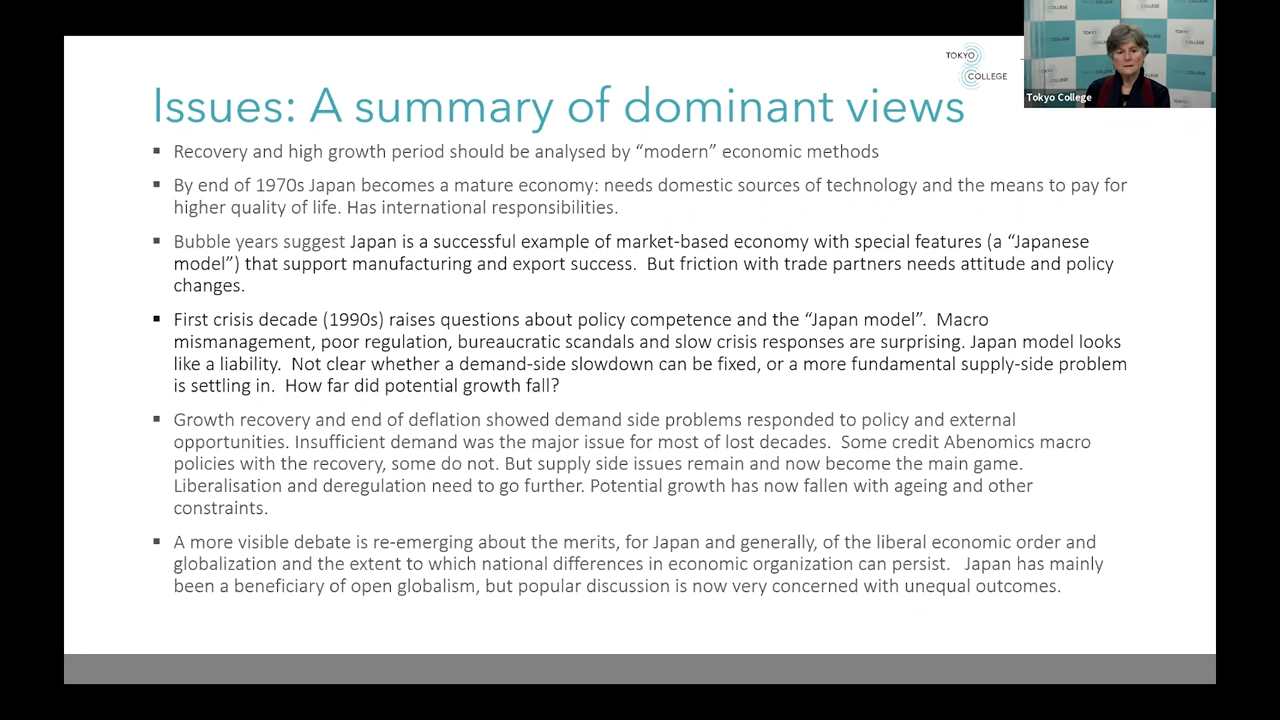 TOKYO
COLLEGE
TOKYO
COLLEGE
TOKYO
COLLEGE
Tokyo College
Issues: A summary of dominant views
▪ Recovery and high growth period should be analysed by “modern” economic methods
▪ By end of 1970s Japan becomes a mature economy: needs domestic sources of technology and the means to pay for
higher quality of life. Has international responsibilities.
▪ Bubble years suggest Japan is a successful example of market-based economy with special features (a “Japanese
model”) that support manufacturing and export success.  But friction with trade partners needs attitude and policy
changes.
▪ First crisis decade (1990s) raises questions about policy competence and the “Japan model”.  Macro
mismanagement, poor regulation, bureaucratic scandals and slow crisis responses are surprising. Japan model looks
like a liability.  Not clear whether a demand-side slowdown can be fixed, or a more fundamental supply-side problem
is settling in.  How far did potential growth fall?
▪ Growth recovery and end of deflation showed demand side problems responded to policy and external
opportunities. Insufficient demand was the major issue for most of lost decades.  Some credit Abenomics macro
policies with the recovery, some do not. But supply side issues remain and now become the main game.
Liberalisation and deregulation need to go further. Potential growth has now fallen with ageing and other
constraints.
▪ A more visible debate is re-emerging about the merits, for Japan and generally, of the liberal economic order and
globalization and the extent to which national differences in economic organization can persist.   Japan has mainly
been a beneficiary of open globalism, but popular discussion is now very concerned with unequal outcomes.